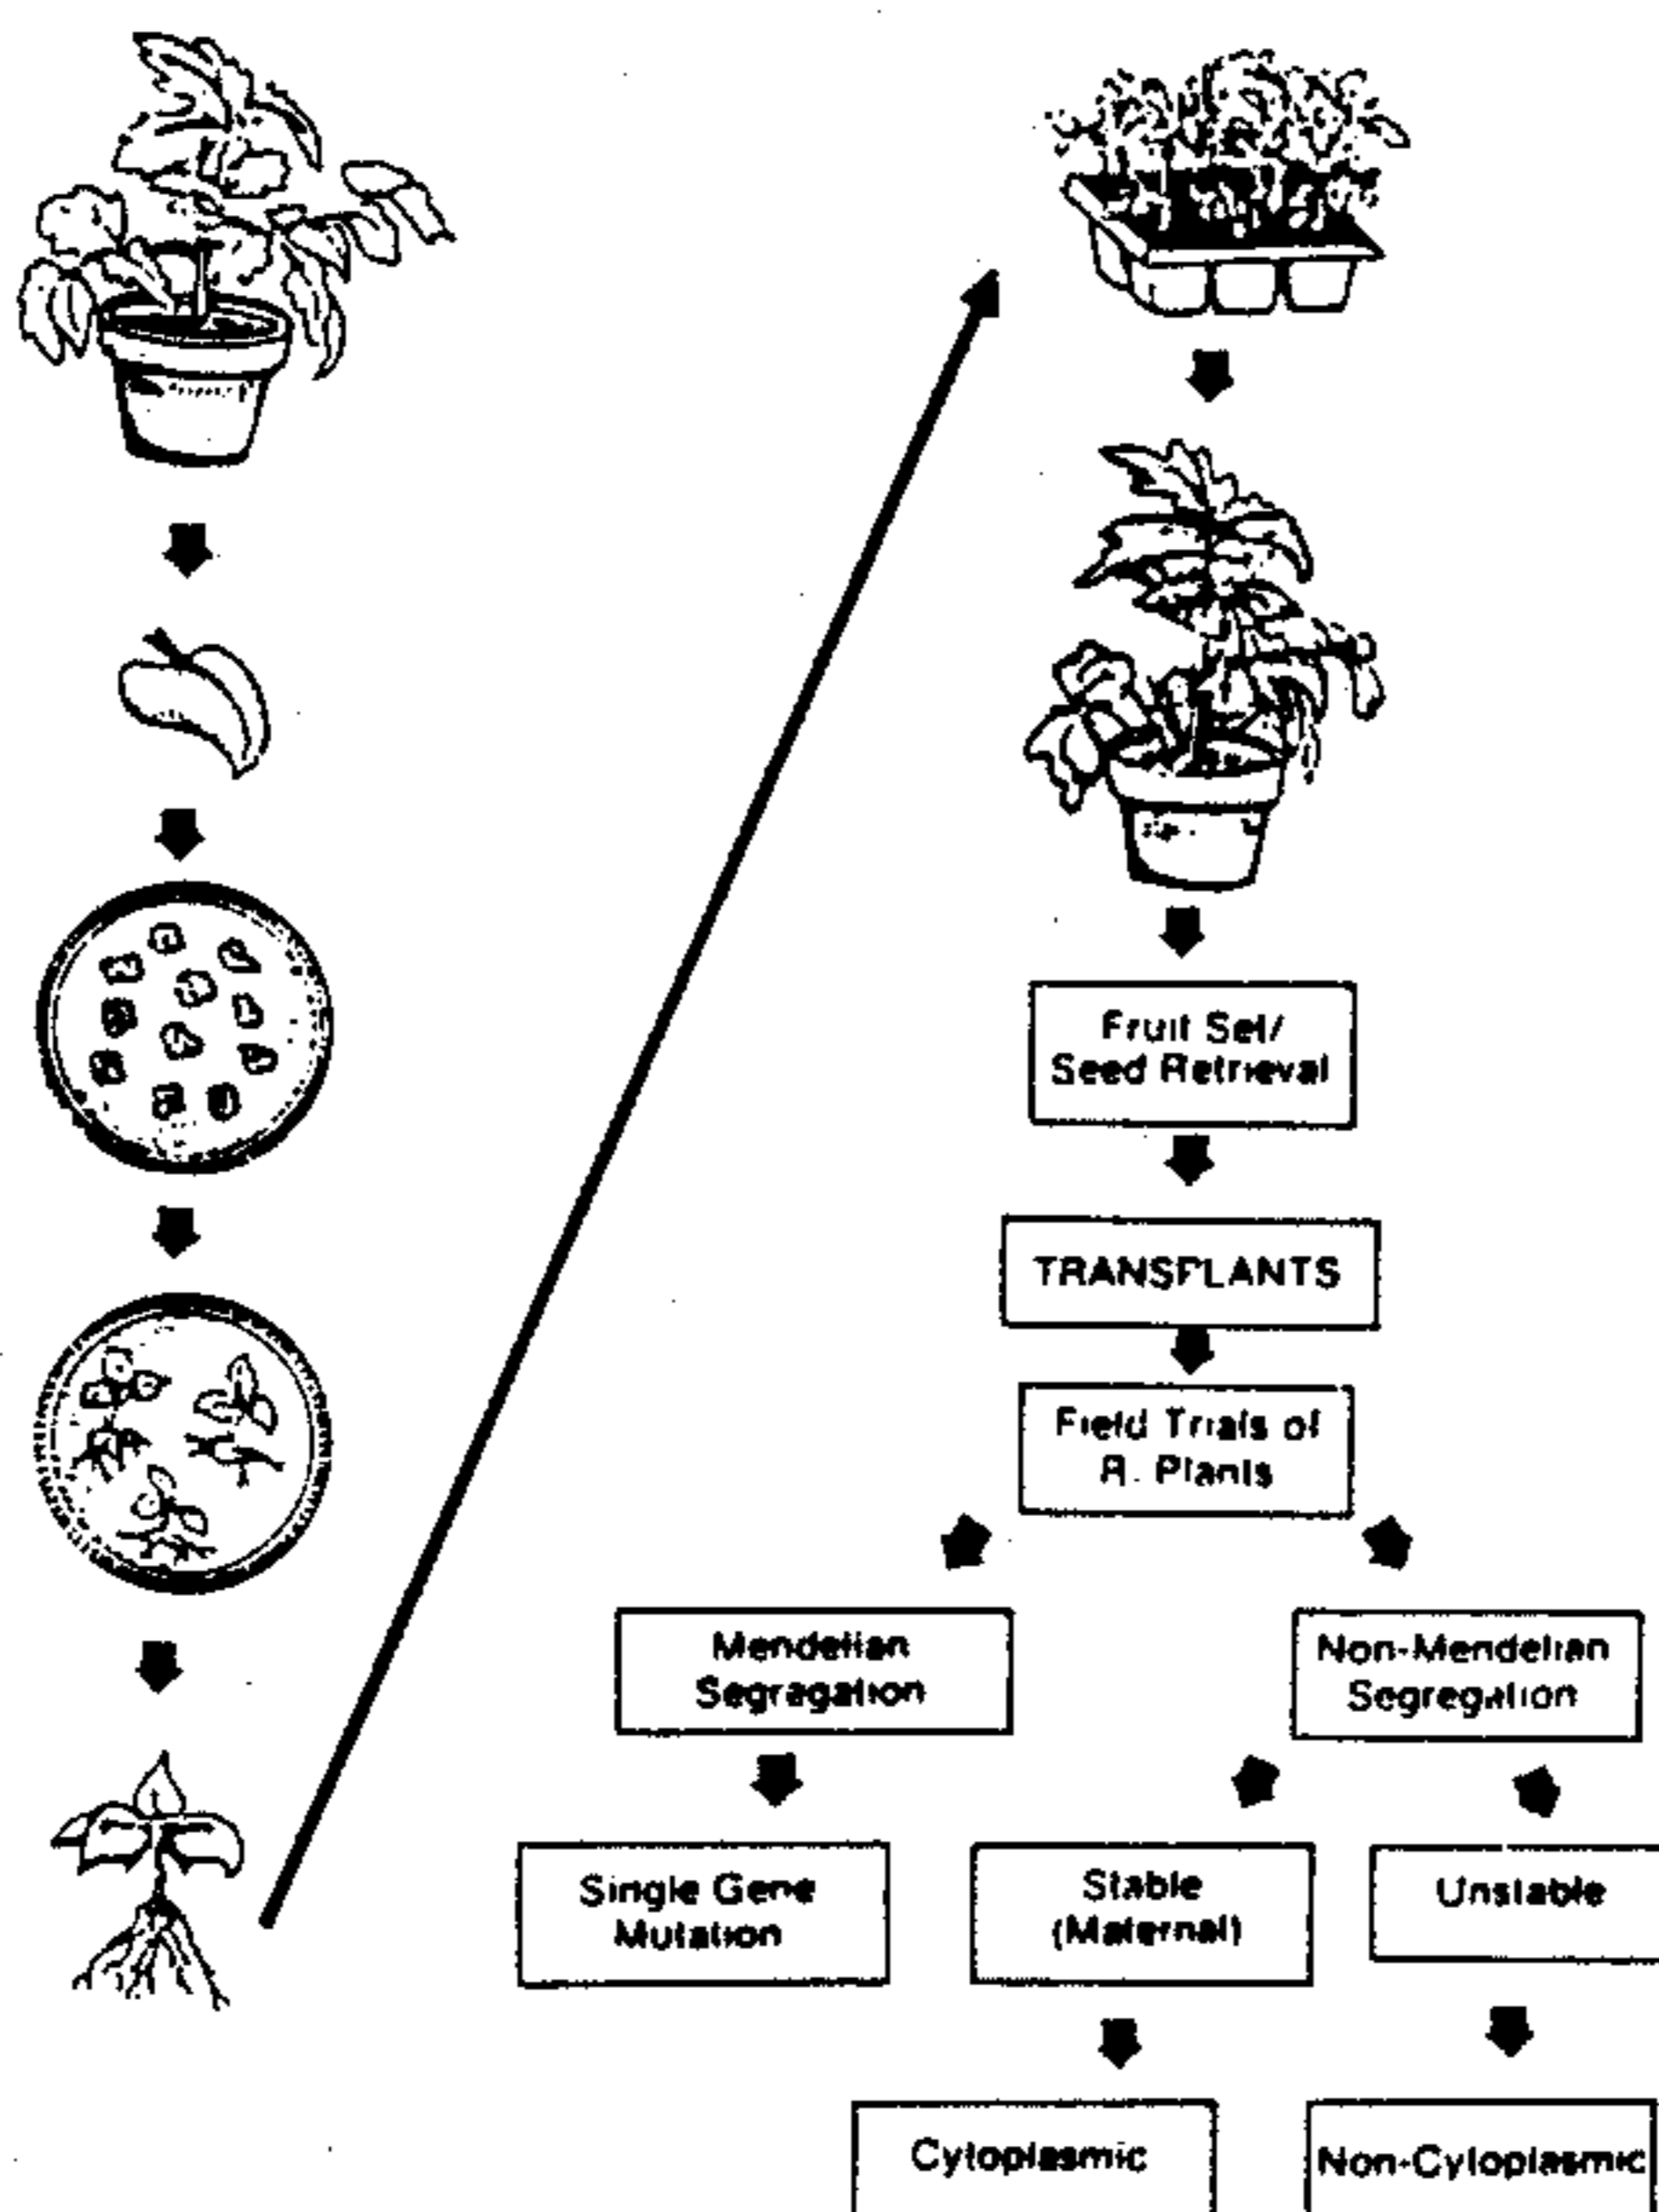 Fruit Set/
Seed Retrieval
TRANSPLANTS
Field Trials of
R. Plants
Mendelian
Segragation
Non-Mendelian
Segregation
Single Gene
Mutation
Stable
(Maternal)
Unstable
Cytoplasmic
Non-Cytoplasmic